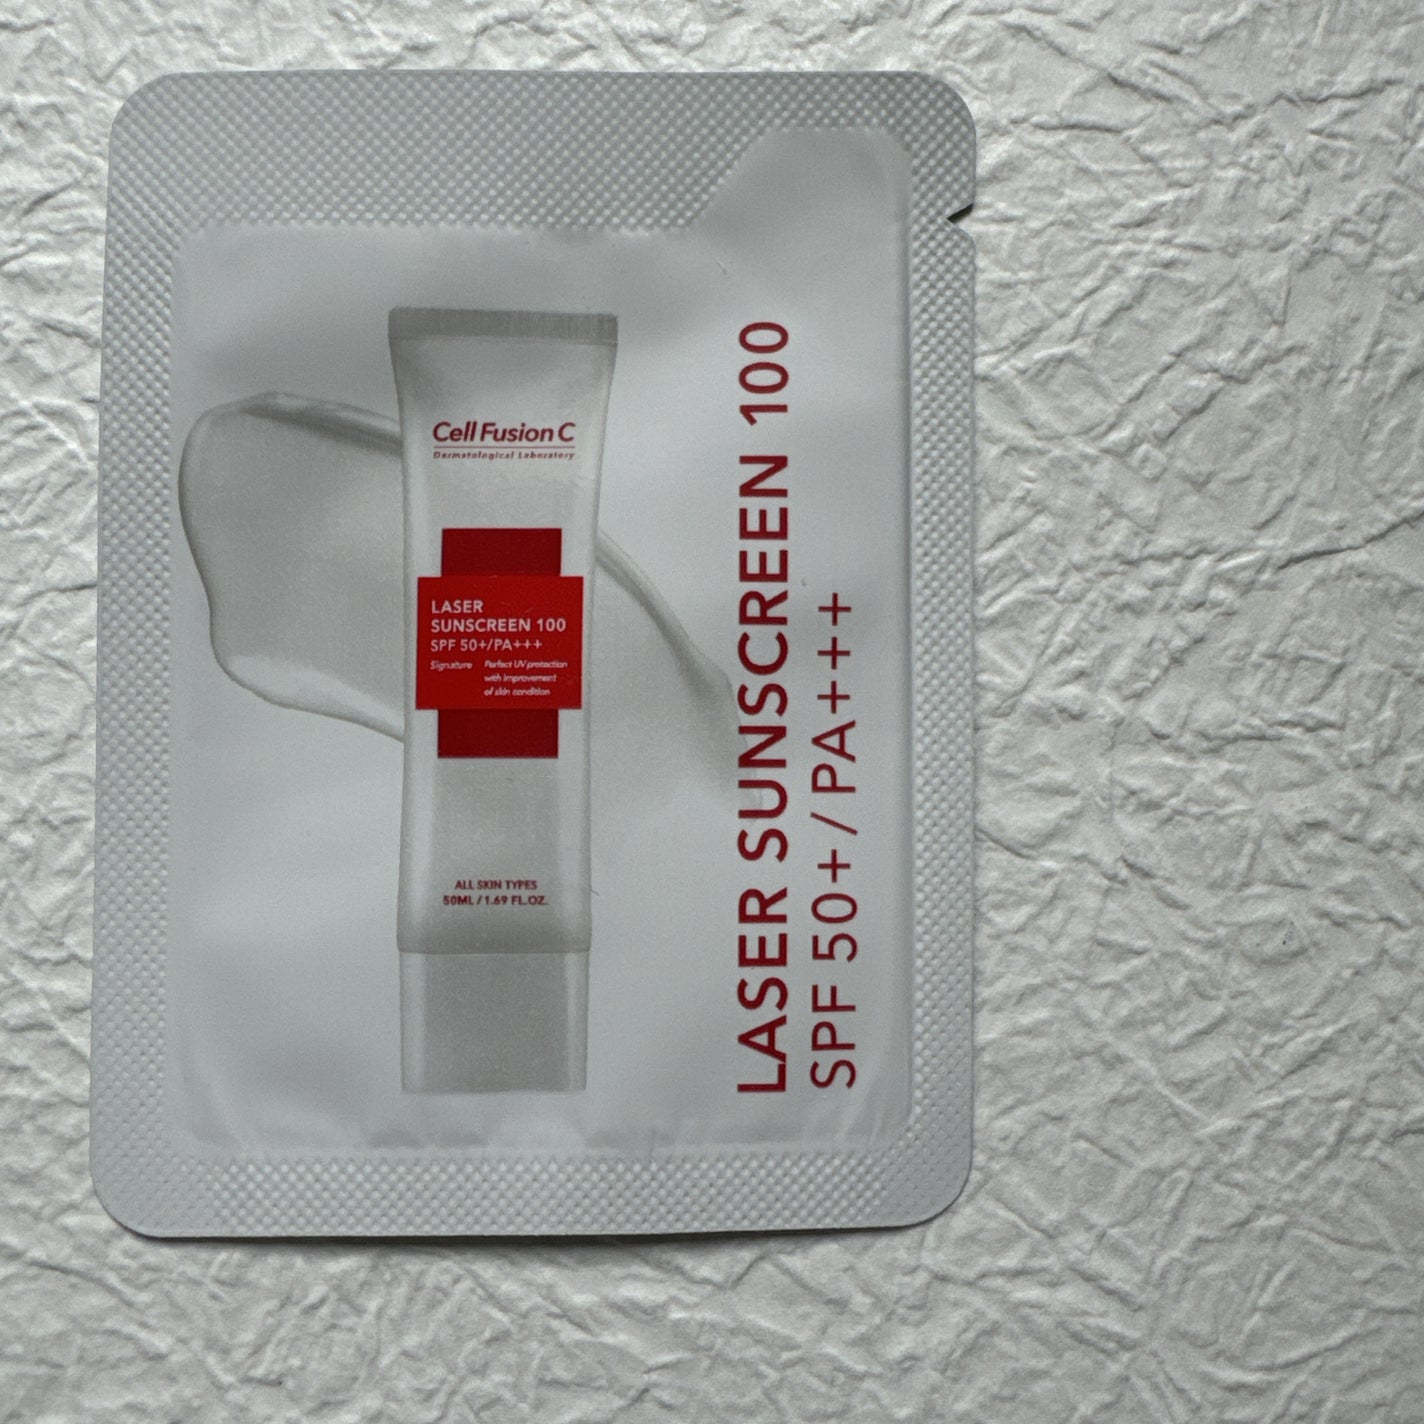 Cell Fusion C
Dermatological Laboratory
LASER
SUNSCREEN 100
SPF 50+/PA+++
Signature Perfect UV protection
with improvement
of skin condition
ALL SKIN TYPES
50ML / 1.69 FL.OZ.
LASER SUNSCREEN 100
SPF 50+/PA+++